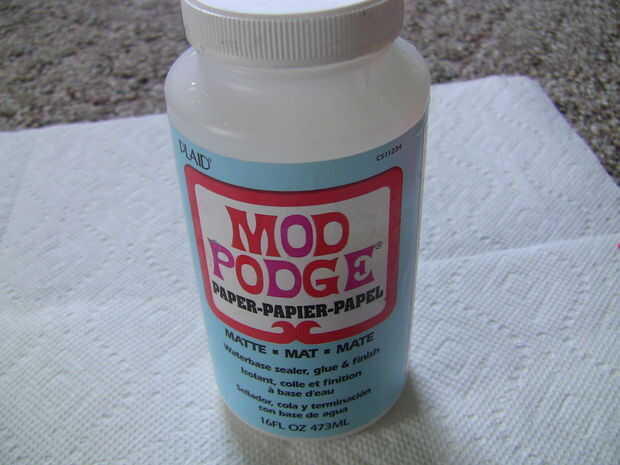 PLAID®
CS11234
MOD
PODGE®
PAPER-PAPIER-PAPEL
MATTE ▪ MAT ▪ MATE
Waterbase sealer, glue & finish
Isolant, colle et finition
à base d'eau
Sellador, cola y terminación
con base de agua
16FL OZ 473ML